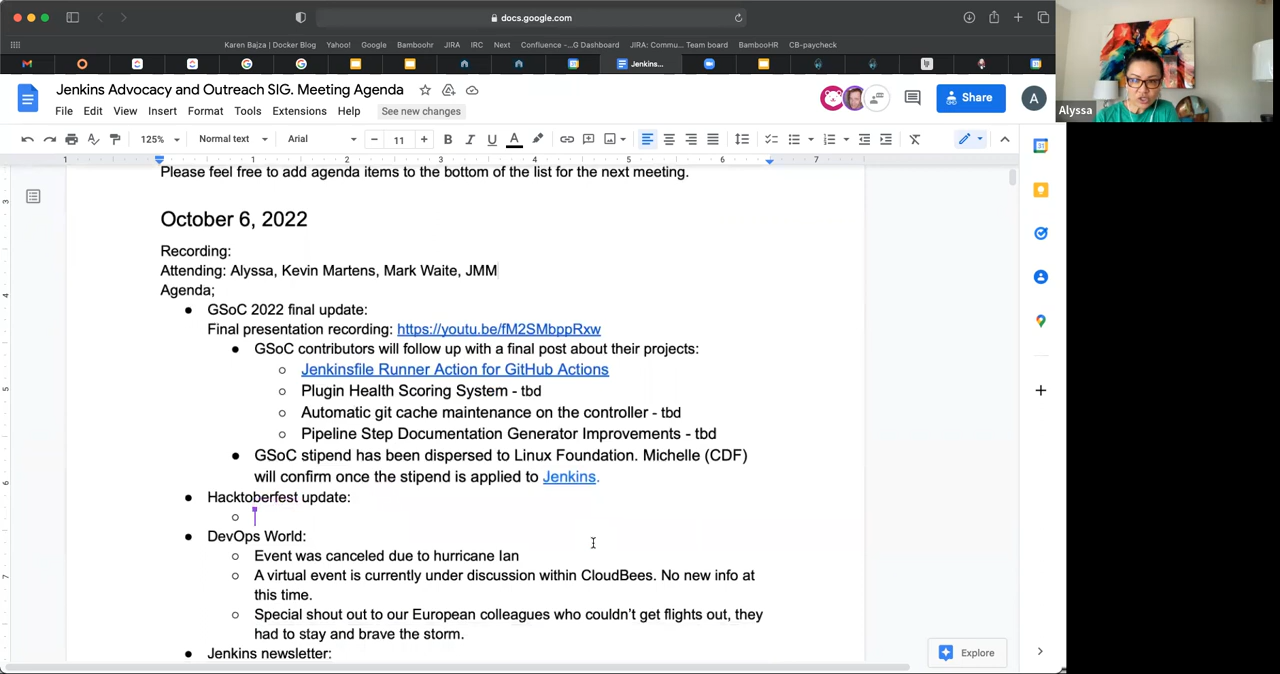 docs.google.com
Karen Bajza | Docker Blog Yahoo! Google Bamboohr JIRA IRC Next Confluence -...G Dashboard JIRA: Commu... Team board BambooHR CB-paycheck
Jenkins...
Jenkins Advocacy and Outreach SIG. Meeting Agenda
File Edit View Insert Format Tools Extensions Help See new changes
Share
A
Alyssa
125% Normal text Arial 11
1 1 2 3 4 5 6 7
Please feel free to add agenda items to the bottom of the list for the next meeting.
October 6, 2022
Recording:
Attending: Alyssa, Kevin Martens, Mark Waite, JMM
Agenda;
GSoC 2022 final update:
Final presentation recording: https://youtu.be/fM2SMbppRxw
GSoC contributors will follow up with a final post about their projects:
Jenkinsfile Runner Action for GitHub Actions
Plugin Health Scoring System - tbd
Automatic git cache maintenance on the controller - tbd
Pipeline Step Documentation Generator Improvements - tbd
GSoC stipend has been dispersed to Linux Foundation. Michelle (CDF)
will confirm once the stipend is applied to Jenkins.
Hacktoberfest update:
DevOps World:
Event was canceled due to hurricane Ian
A virtual event is currently under discussion within CloudBees. No new info at
this time.
Special shout out to our European colleagues who couldn't get flights out, they
had to stay and brave the storm.
Jenkins newsletter:
Explore